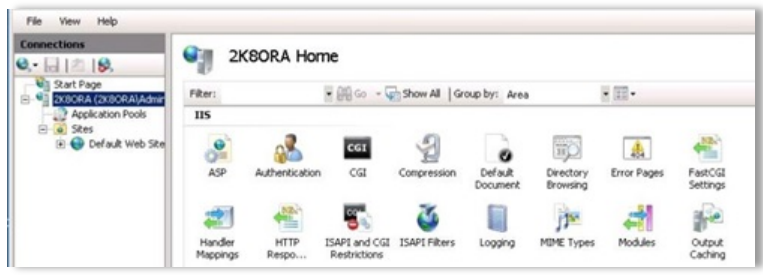 File View Help
Connections
Start Page
2K8ORA (2K8ORA\Admir
Application Pools
Sites
Default Web Site
2K8ORA Home
Filter: Go Show All Group by: Area
IIS
ASP Authentication CGI Compression Default Document Directory Browsing Error Pages FastCGI Settings
Handler Mappings HTTP Respo... ISAPI and CGI Restrictions ISAPI Filters Logging MIME Types Modules Output Caching